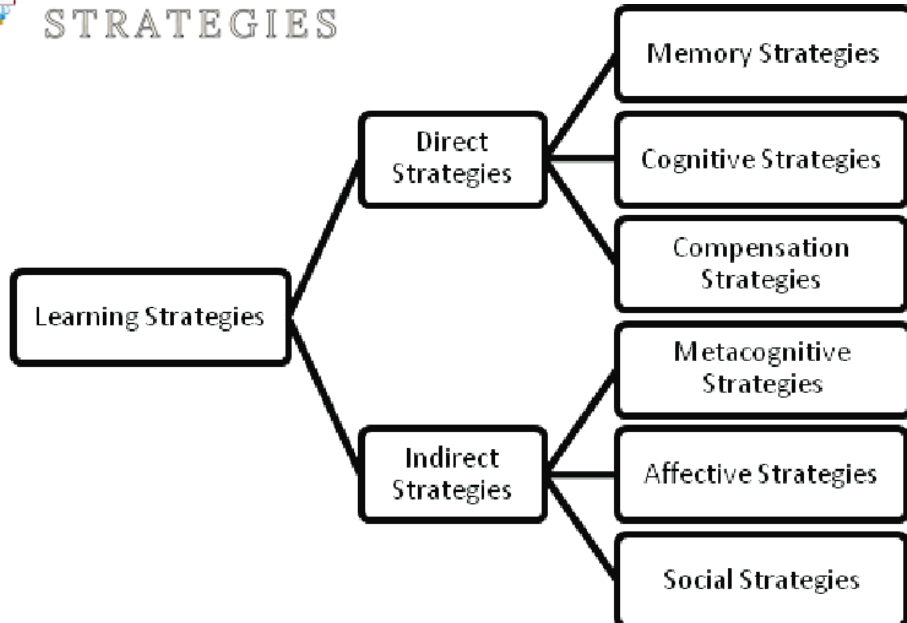 STRATEGIES
Learning Strategies
Direct
Strategies
Memory Strategies
Cognitive Strategies
Compensation
Strategies
Indirect
Strategies
Metacognitive
Strategies
Affective Strategies
Social Strategies